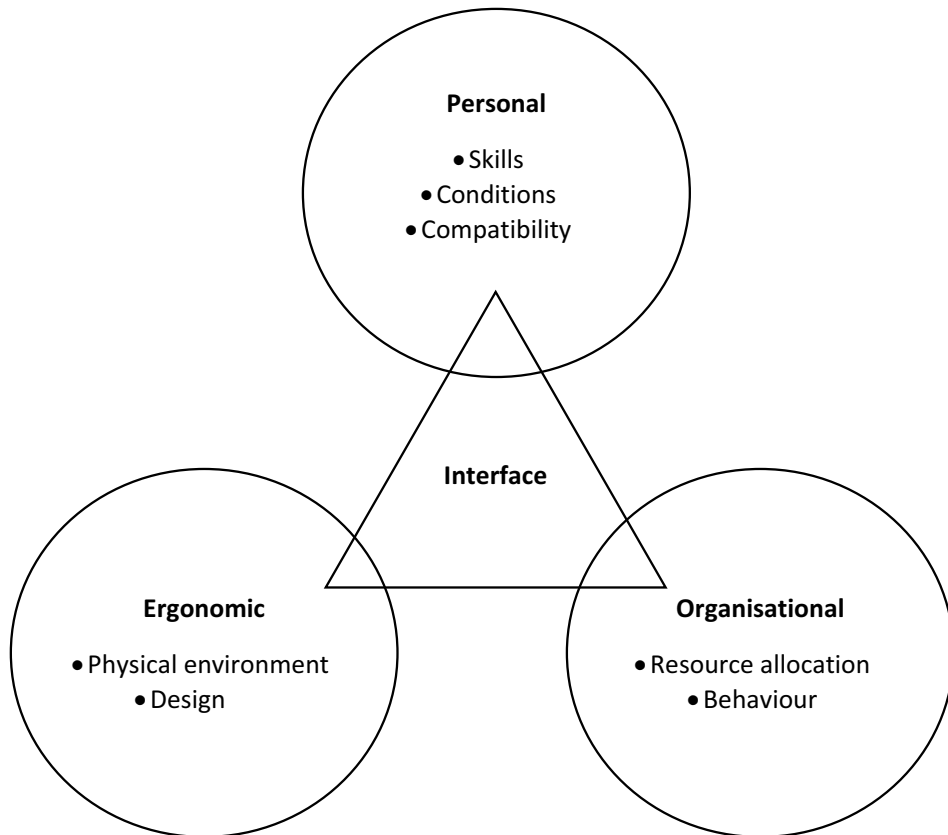 Personal
• Skills
• Conditions
• Compatibility
Interface
Ergonomic
• Physical environment
• Design
Organisational
• Resource allocation
• Behaviour